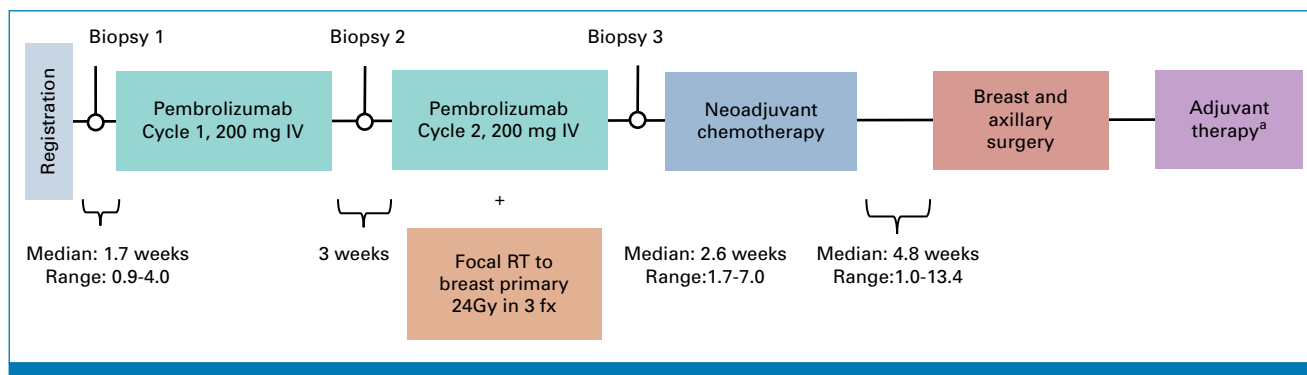 Biopsy 1
Biopsy 2
Biopsy 3
Registration
Pembrolizumab
Cycle 1, 200 mg IV
Pembrolizumab
Cycle 2, 200 mg IV
Neoadjuvant
chemotherapy
Breast and
axillary
surgery
Adjuvant
therapyᵃ
+
Median: 1.7 weeks
Range: 0.9-4.0
3 weeks
Focal RT to
breast primary
24Gy in 3 fx
Median: 2.6 weeks
Range:1.7-7.0
Median: 4.8 weeks
Range:1.0-13.4